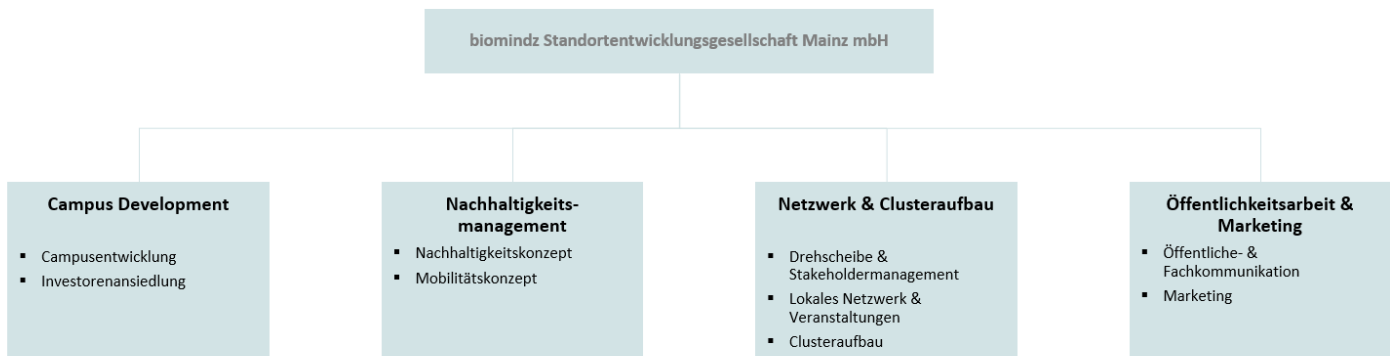 biomindz Standortentwicklungsgesellschaft Mainz mbH
Campus Development
▪ Campusentwicklung
▪ Investorenansiedlung
Nachhaltigkeits-
management
▪ Nachhaltigkeitskonzept
▪ Mobilitätskonzept
Netzwerk & Clusteraufbau
▪ Drehscheibe &
Stakeholdermanagement
▪ Lokales Netzwerk &
Veranstaltungen
▪ Clusteraufbau
Öffentlichkeitsarbeit &
Marketing
▪ Öffentliche- &
Fachkommunikation
▪ Marketing